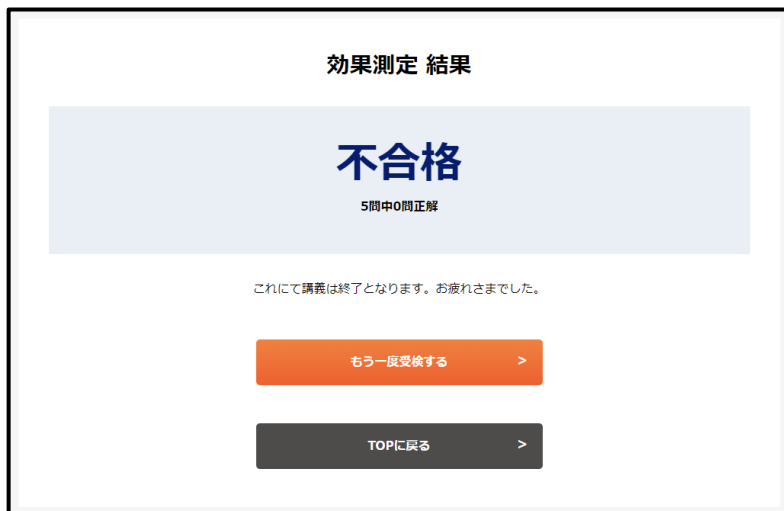 効果測定 結果
不合格
5問中0問正解
これにて講義は終了となります。お疲れさまでした。
もう一度受検する >
TOPに戻る >